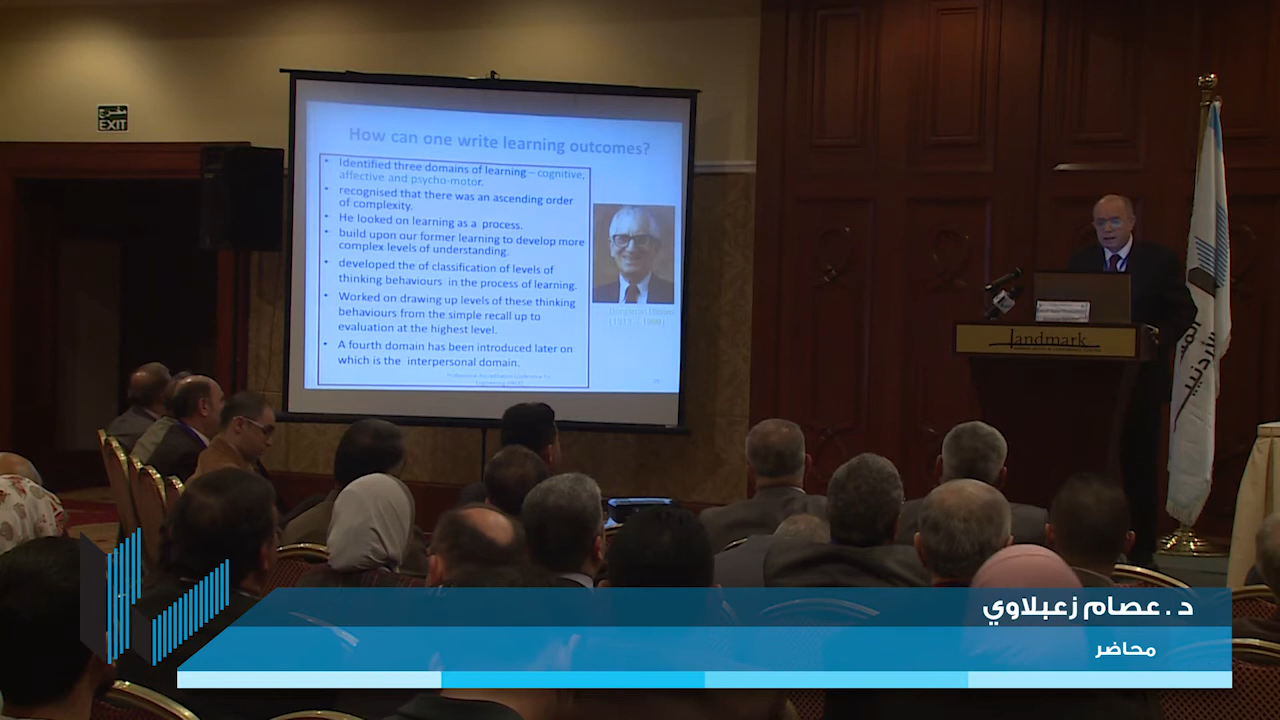 مخرج
EXIT
How can one write learning outcomes?
• Identified three domains of learning – cognitive,
affective and psycho-motor.
• recognised that there was an ascending order
of complexity.
• He looked on learning as a process.
• build upon our former learning to develop more
complex levels of understanding.
• developed the of classification of levels of
thinking behaviours in the process of learning.
• Worked on drawing up levels of these thinking
behaviours from the simple recall up to
evaluation at the highest level.
• A fourth domain has been introduced later on
which is the interpersonal domain.
Benjamin Bloom
(1913 – 1999)
landmark
د. عصام زعبلاوي
محاضر